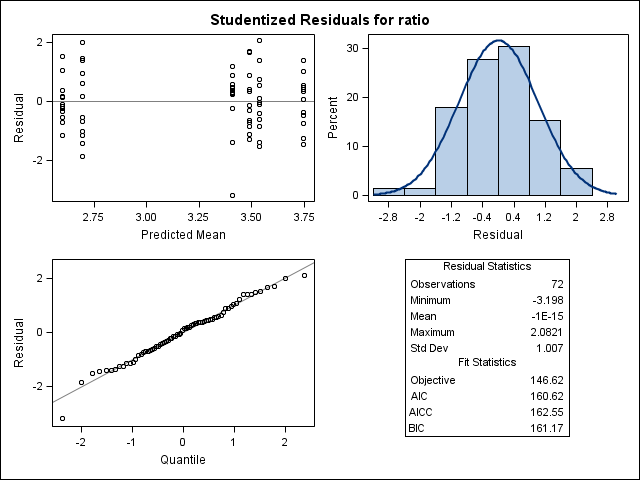 Studentized Residuals for ratio
2
0
-2
Residual
2.75 3.00 3.25 3.50 3.75
Predicted Mean
30
20
10
0
Percent
-2.8 -2 -1.2 -0.4 0.4 1.2 2 2.8
Residual
2
0
-2
Residual
-2 -1 0 1 2
Quantile
Residual Statistics
Observations 72
Minimum -3.198
Mean -1E-15
Maximum 2.0821
Std Dev 1.007
Fit Statistics
Objective 146.62
AIC 160.62
AICC 162.55
BIC 161.17